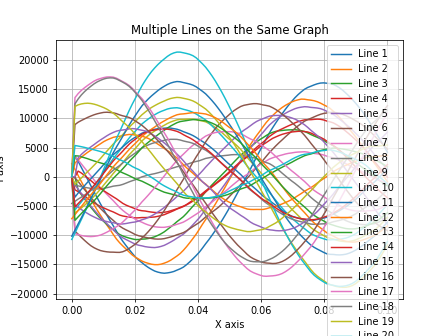 Multiple Lines on the Same Graph
20000
15000
10000
5000
0
−5000
−10000
−15000
−20000
0.00
0.02
0.04
0.06
0.08
X axis
Line 1
Line 2
Line 3
Line 4
Line 5
Line 6
Line 7
Line 8
Line 9
Line 10
Line 11
Line 12
Line 13
Line 14
Line 15
Line 16
Line 17
Line 18
Line 19
Line 20